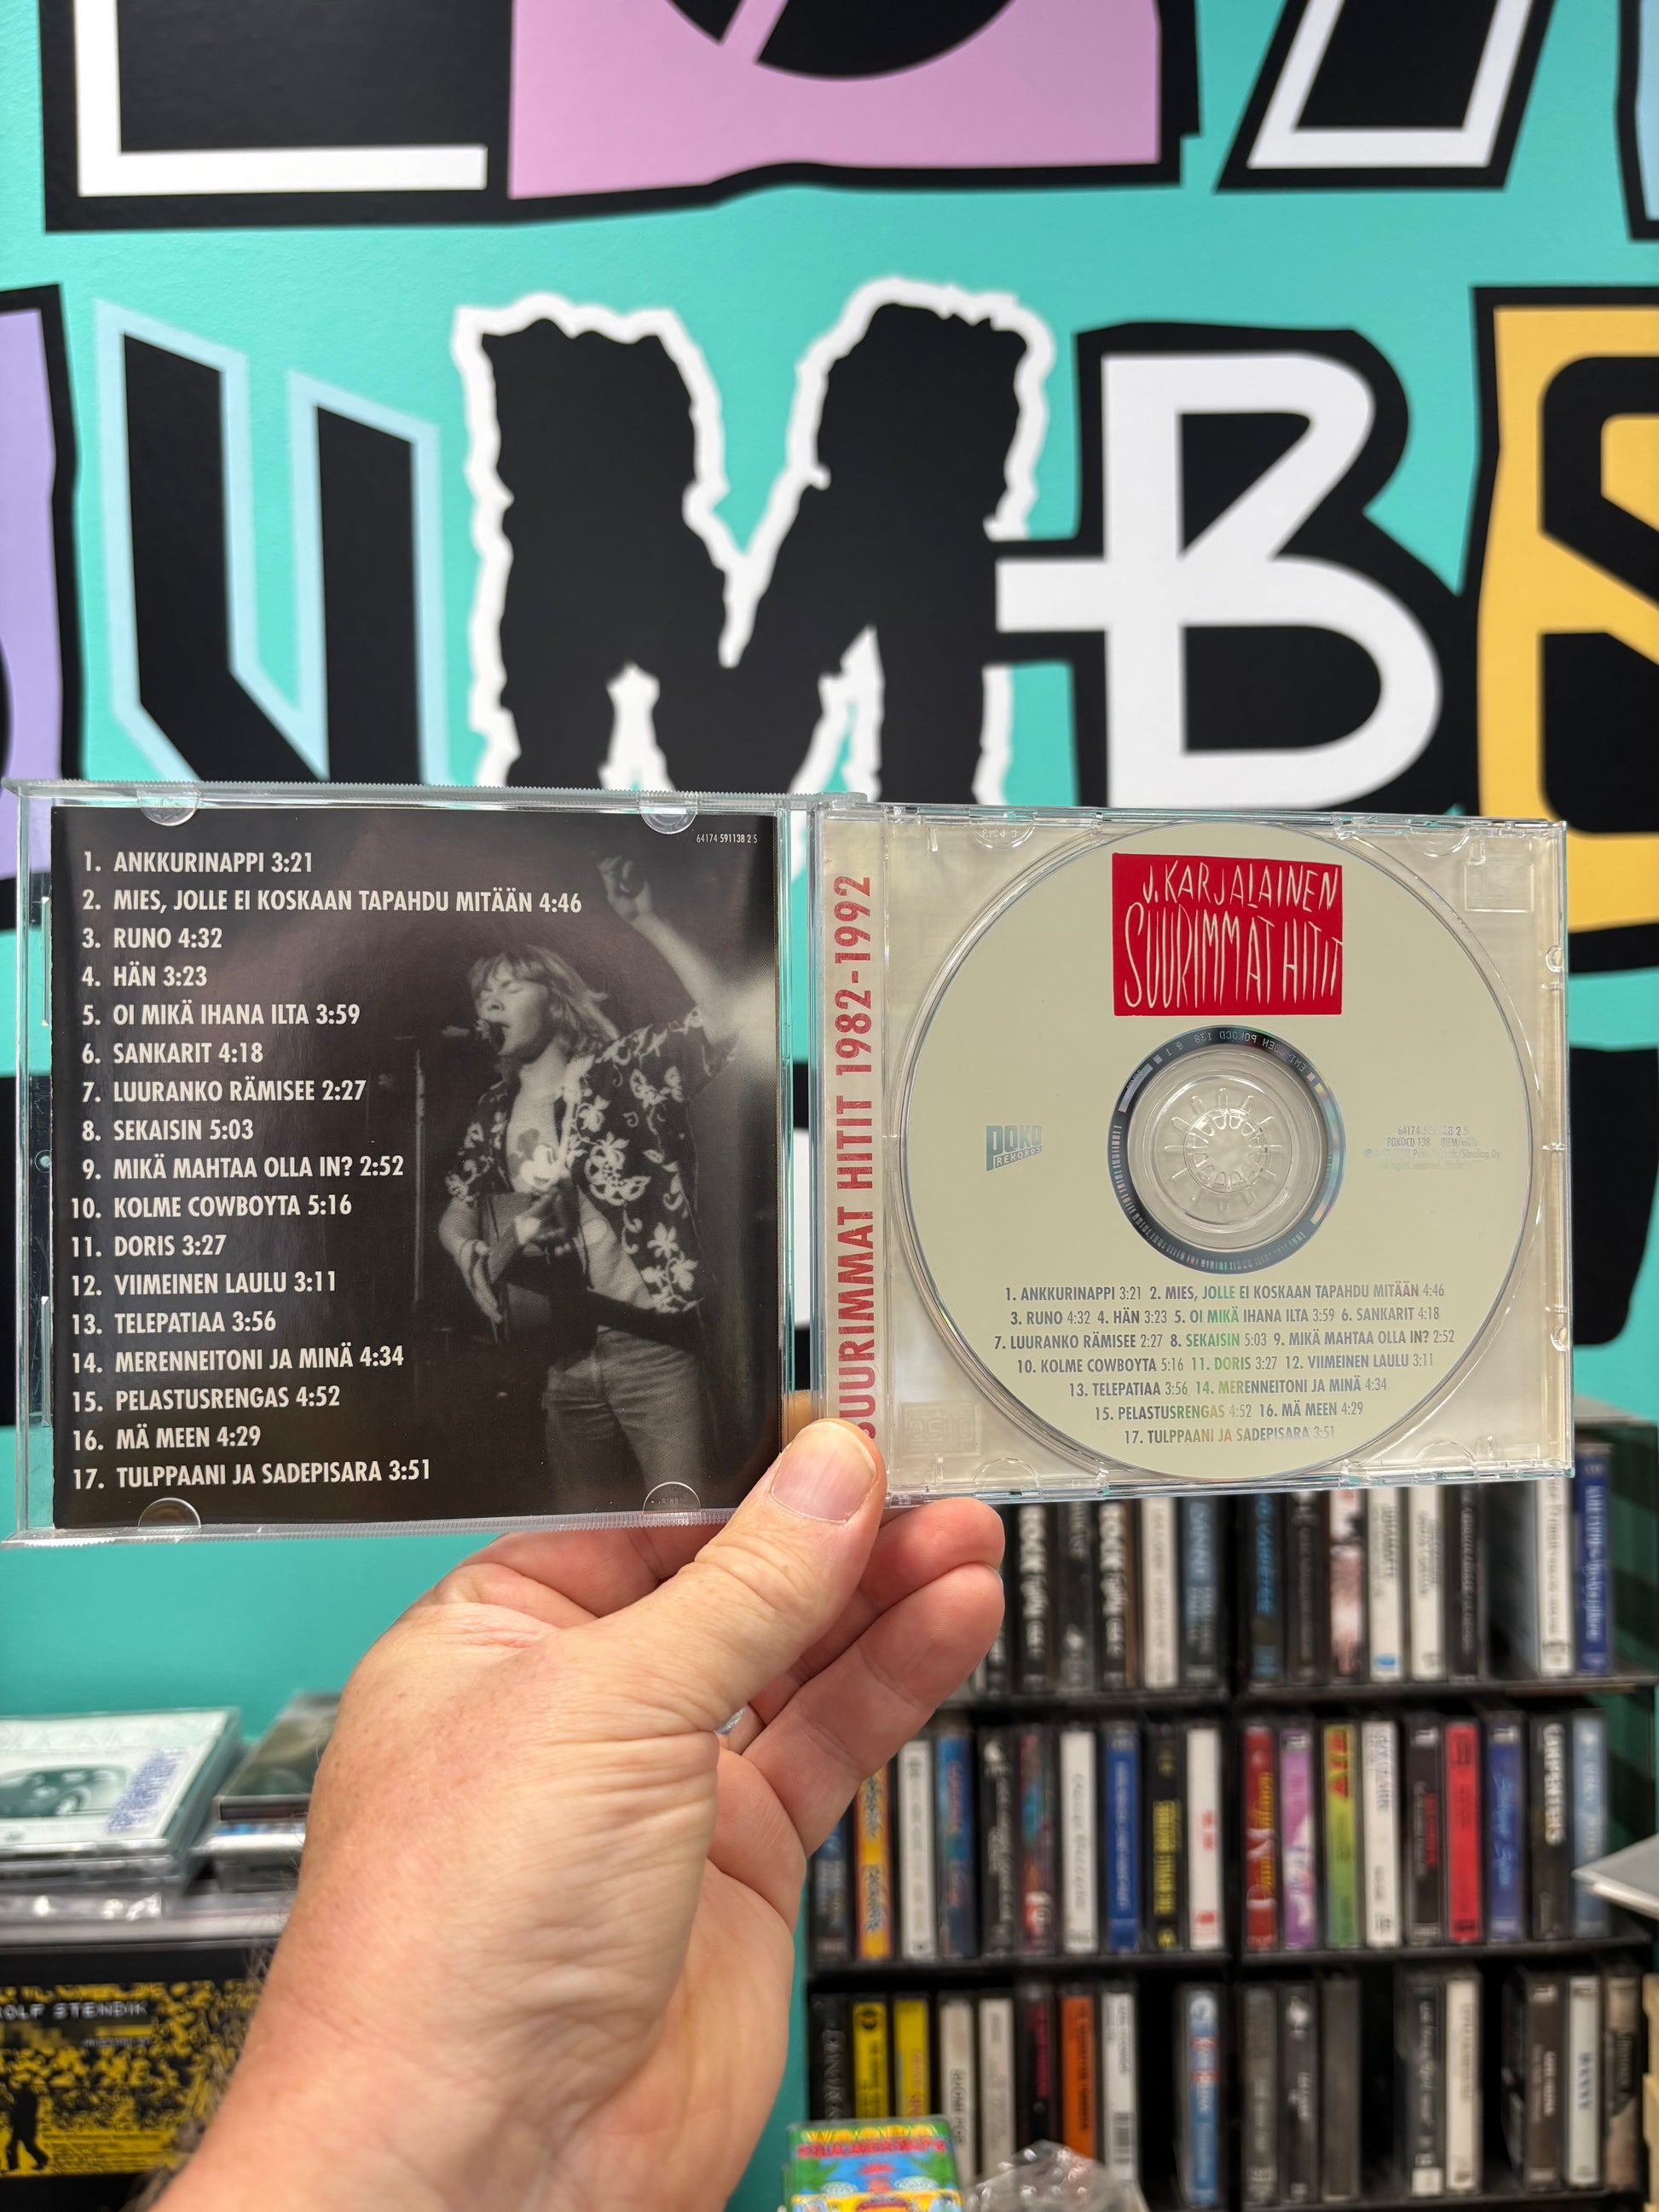 UMB
64174 591138 2 5
1. ANKKURINAPPI 3:21
2. MIES, JOLLE EI KOSKAAN TAPAHDU MITÄÄN 4:46
3. RUNO 4:32
4. HÄN 3:23
5. OI MIKÄ IHANA ILTA 3:59
6. SANKARIT 4:18
7. LUURANKO RÄMISEE 2:27
8. SEKAISIN 5:03
9. MIKÄ MAHTAA OLLA IN? 2:52
10. KOLME COWBOYTA 5:16
11. DORIS 3:27
12. VIIMEINEN LAULU 3:11
13. TELEPATIAA 3:56
14. MERENNEITONI JA MINÄ 4:34
15. PELASTUSRENGAS 4:52
16. MÄ MEEN 4:29
17. TULPPAANI JA SADEPISARA 3:51
SUURIMMAT HITIT 1982-1992
J. KARJALAINEN
SUURIMMAT HITIT
POKO
REKORDS
POKOCD 138
1. ANKKURINAPPI 3:21 2. MIES, JOLLE EI KOSKAAN TAPAHDU MITÄÄN 4:46
3. RUNO 4:32 4. HÄN 3:23 5. OI MIKÄ IHANA ILTA 3:59 6. SANKARIT 4:18
7. LUURANKO RÄMISEE 2:27 8. SEKAISIN 5:03 9. MIKÄ MAHTAA OLLA IN? 2:52
10. KOLME COWBOYTA 5:16 11. DORIS 3:27 12. VIIMEINEN LAULU 3:11
13. TELEPATIAA 3:56 14. MERENNEITONI JA MINÄ 4:34
15. PELASTUSRENGAS 4:52 16. MÄ MEEN 4:29
17. TULPPAANI JA SADEPISARA 3:51